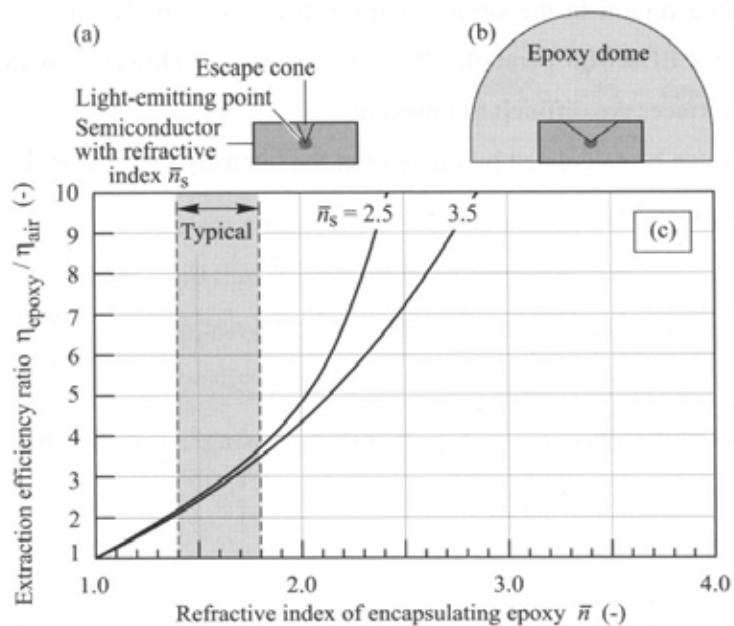 (a)
Escape cone
Light-emitting point
Semiconductor
with refractive
index n̄s
(b)
Epoxy dome
Extraction efficiency ratio η̄epoxy / η̄air (-)
10
9
8
7
6
5
4
3
2
1
Typical
n̄s = 2.5
3.5
(c)
1.0
2.0
3.0
4.0
Refractive index of encapsulating epoxy n̄ (-)